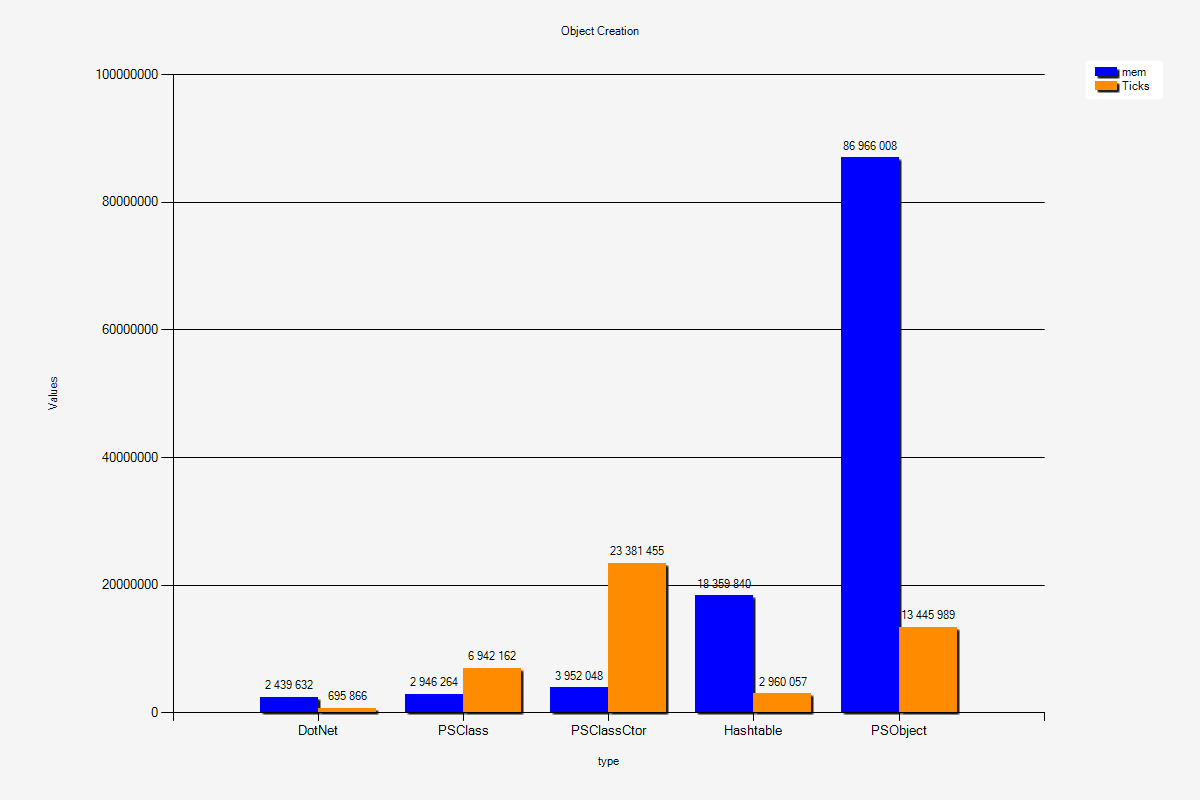 Object Creation
mem
Ticks
100000000
80000000
60000000
40000000
20000000
0
Values
86 966 008
23 381 455
18 359 840
13 445 989
6 942 162
3 952 048
2 946 264
2 960 057
2 439 632
695 866
DotNet PSClass PSClassCtor Hashtable PSObject
type